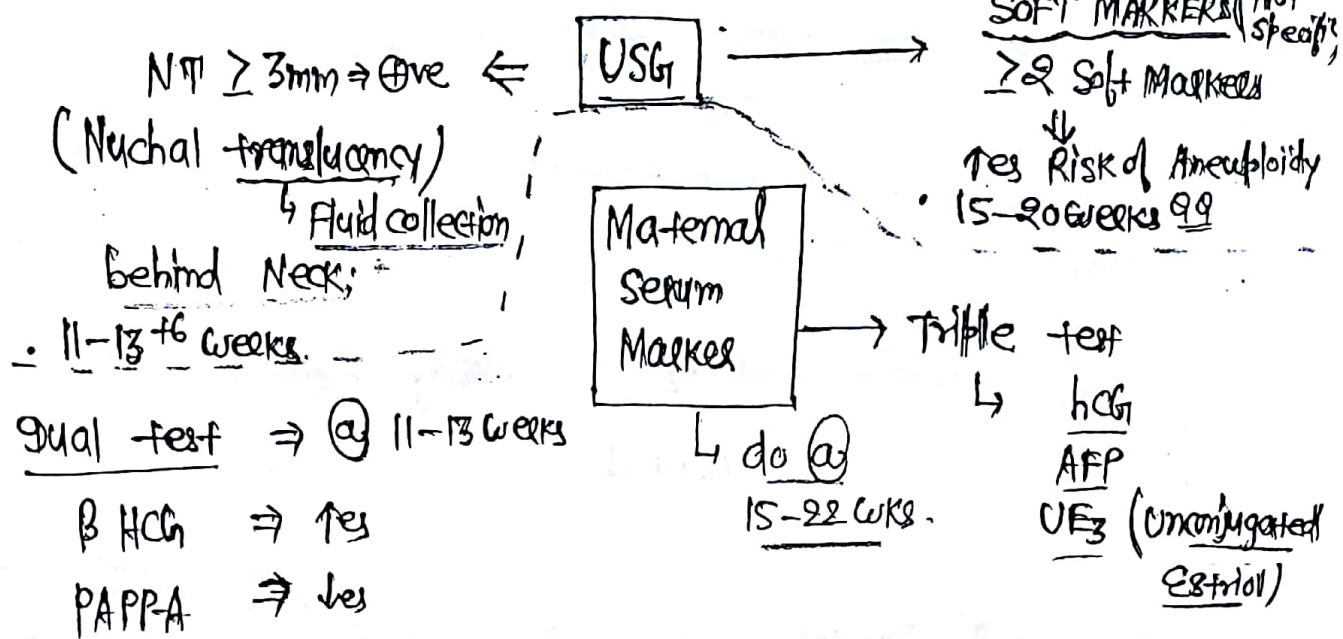 USG
NT ≥ 3mm ⇒ ⊕ve ⇐
(Nuchal translucency)
↳ Fluid collection
behind Neck;
. 11-13+6 weeks.
SOFT MARKERS (Not
specific,
≥2 Soft Markers
⇓
↑es Risk of Aneuploidy
. 15-20 weeks
Maternal
Serum
Marker
↳ do @
15-22 wks.
→ Triple test
↳ hCG
AFP
UE3 (Unconjugated
Estriol)
Dual test ⇒ @ 11-13 weeks
β HCG ⇒ ↑es
PAPP-A ⇒ ↓es